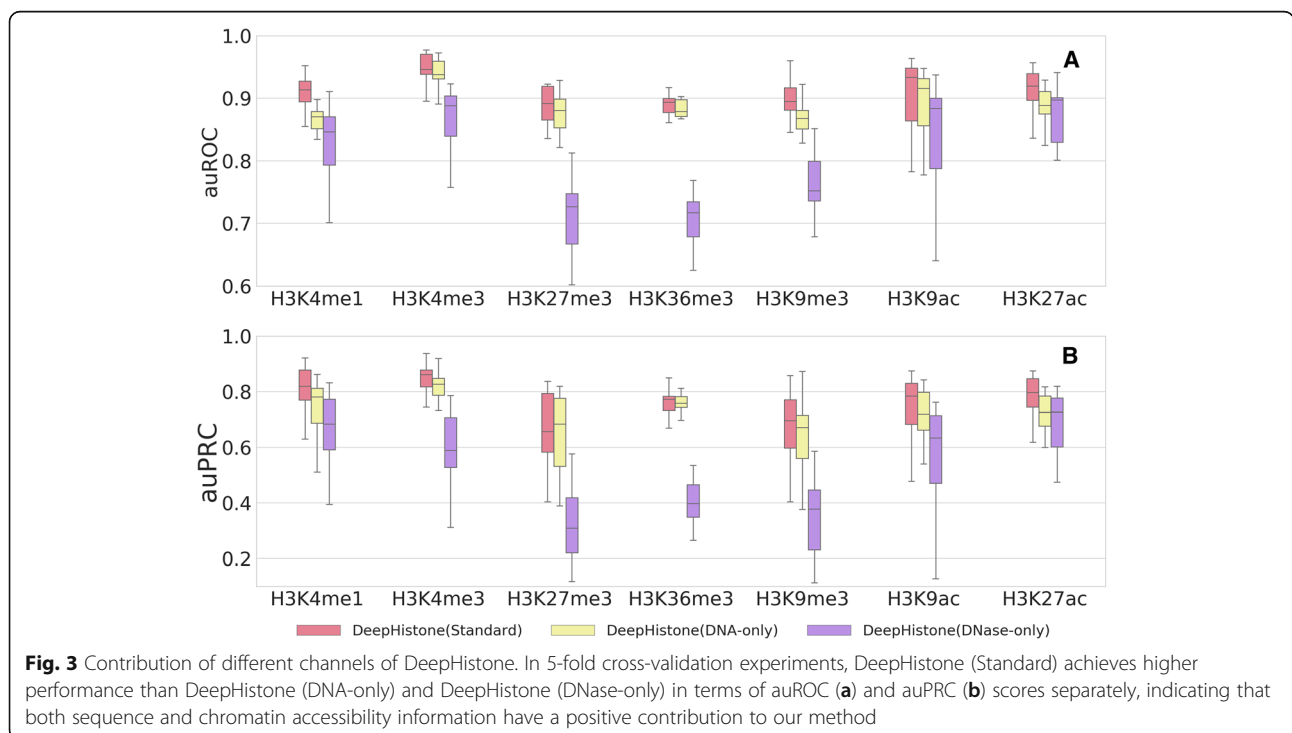 A
1.0
0.9
0.8
0.7
0.6
auROC
H3K4me1 H3K4me3 H3K27me3 H3K36me3 H3K9me3 H3K9ac H3K27ac
B
1.0
0.8
0.6
0.4
0.2
auPRC
H3K4me1 H3K4me3 H3K27me3 H3K36me3 H3K9me3 H3K9ac H3K27ac
DeepHistone(Standard) DeepHistone(DNA-only) DeepHistone(DNase-only)
Fig. 3 Contribution of different channels of DeepHistone. In 5-fold cross-validation experiments, DeepHistone (Standard) achieves higher
performance than DeepHistone (DNA-only) and DeepHistone (DNase-only) in terms of auROC (a) and auPRC (b) scores separately, indicating that
both sequence and chromatin accessibility information have a positive contribution to our method